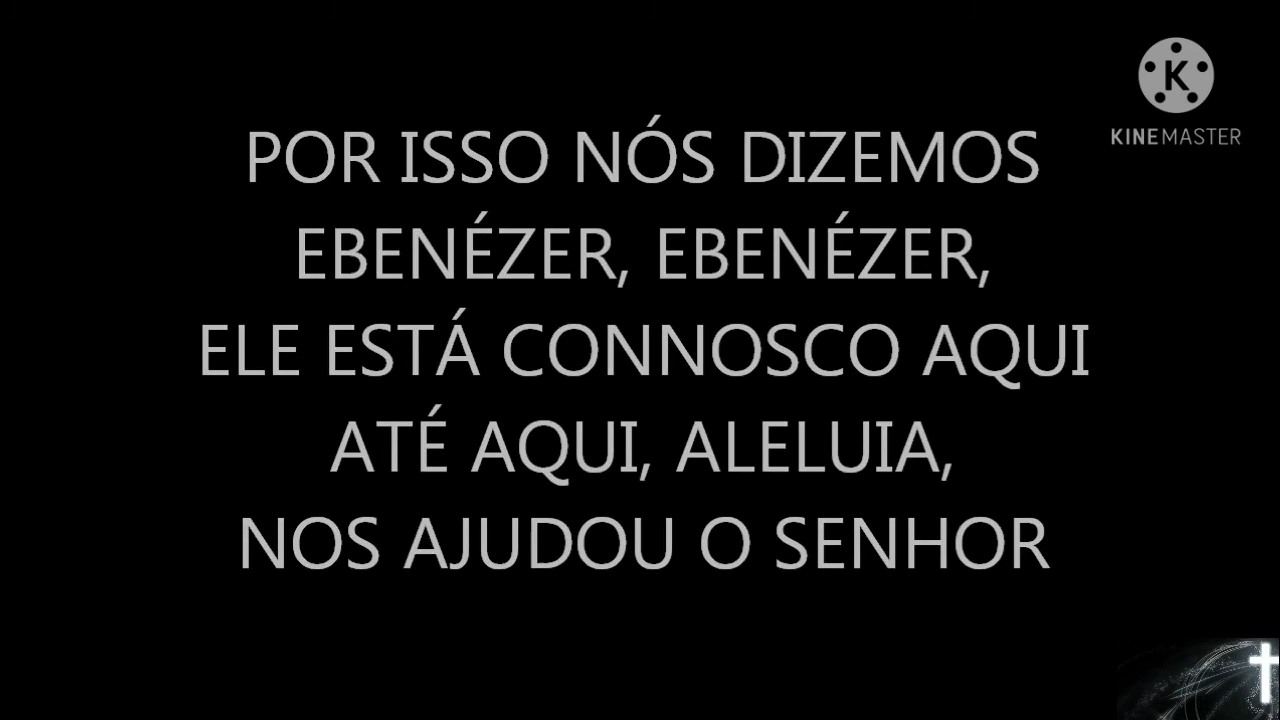 POR ISSO NÓS DIZEMOS
EBENÉZER, EBENÉZER,
ELE ESTÁ CONNOSCO AQUI
ATÉ AQUI, ALELUIA,
NOS AJUDOU O SENHOR
K
KINEMASTER